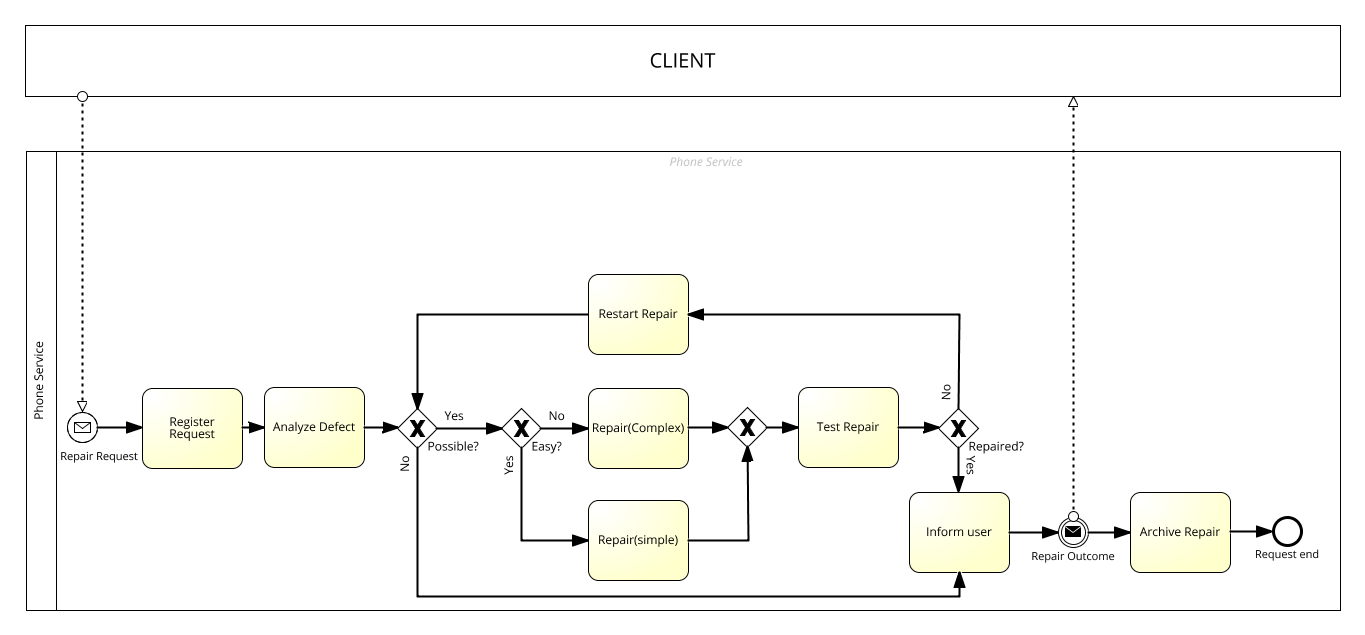 CLIENT
Phone Service
Phone Service
Repair Request
Register
Request
Analyze Defect
Possible?
Yes
No
Easy?
No
Yes
Restart Repair
Repair(Complex)
Repair(simple)
Test Repair
Repaired?
No
Yes
Inform user
Repair Outcome
Archive Repair
Request end